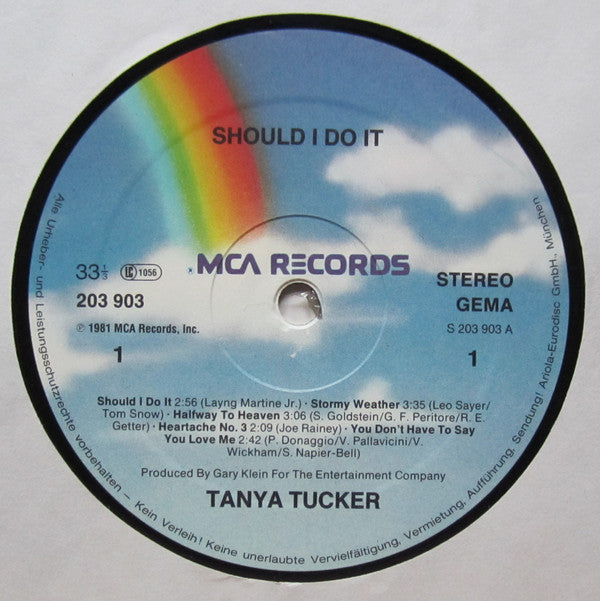 SHOULD I DO IT
MCA RECORDS
33 1/3 LC 1056
203 903
℗ 1981 MCA Records, Inc.
1
STEREO
GEMA
S 203 903 A
1
Should I Do It 2:56 (Layng Martine Jr.) · Stormy Weather 3:35 (Leo Sayer/
Tom Snow) · Halfway To Heaven 3:06 (S. Goldstein/G. F. Peritore/R. E.
Getter) · Heartache No. 3 2:09 (Joe Rainey) · You Don't Have To Say
You Love Me 2:42 (P. Donaggio/V. Pallavicini/V.
Wickham/S. Napier-Bell)
Produced By Gary Klein For The Entertainment Company
TANYA TUCKER
Alle Urheber- und Leistungsschutzrechte vorbehalten – Kein Verleih! Keine unerlaubte Vervielfältigung, Vermietung, Aufführung, Sendung! Ariola-Eurodisc GmbH., München